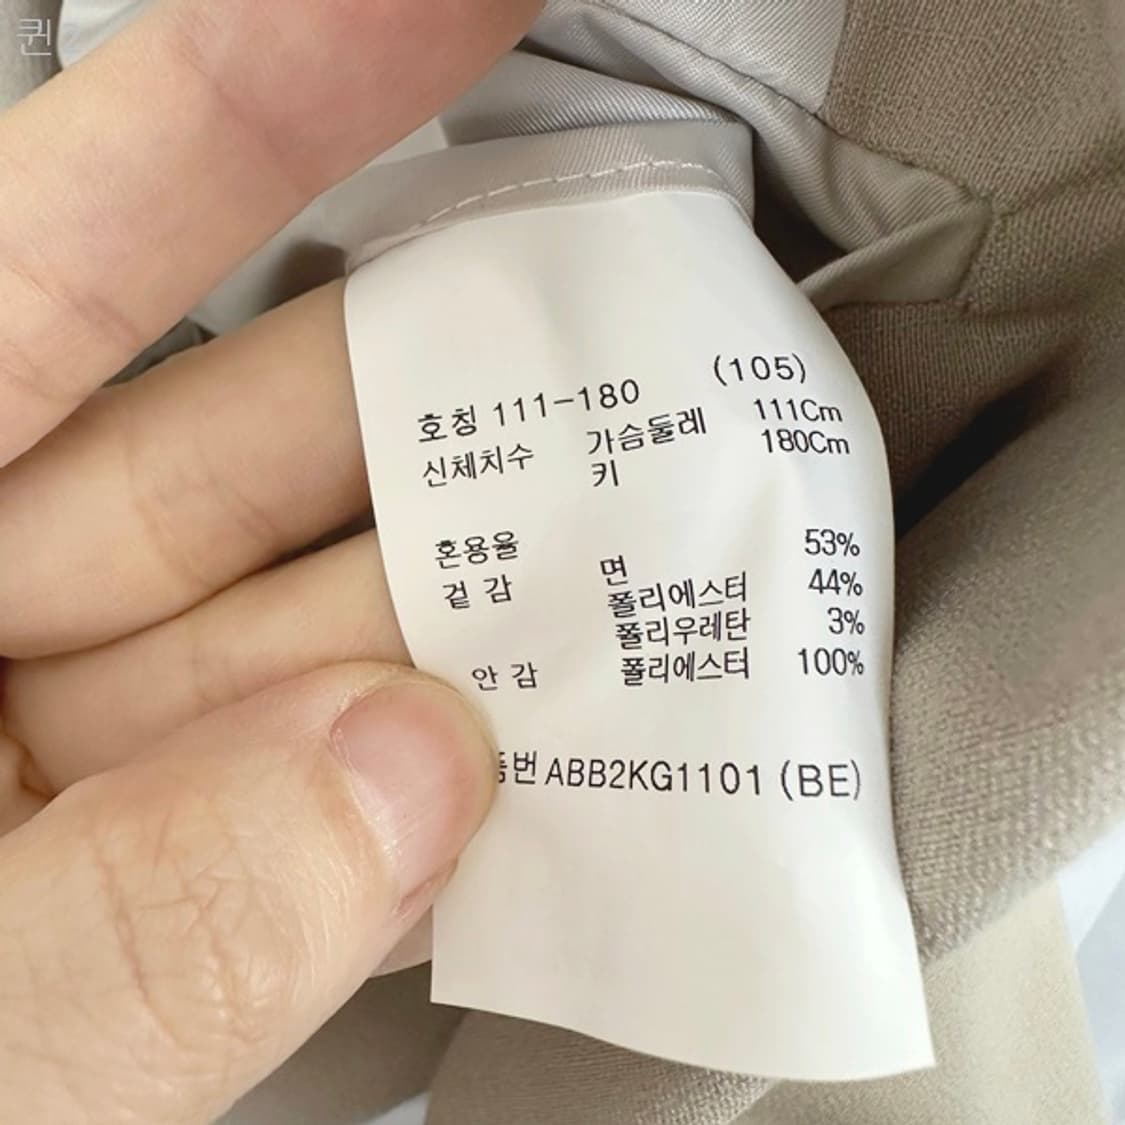 퀸
호칭 111-180 (105)
신체치수 가슴둘레 111Cm
키 180Cm
혼용율
겉 감 면 53%
폴리에스터 44%
폴리우레탄 3%
안 감 폴리에스터 100%
품번 ABB2KG1101 (BE)